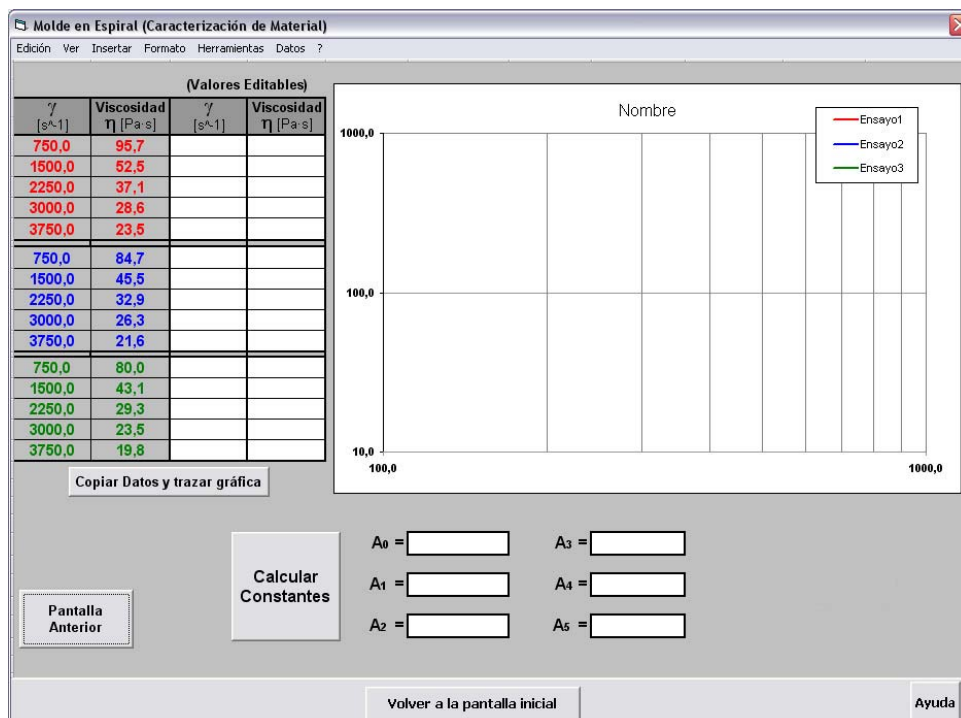 Molde en Espiral (Caracterización de Material)
Edición Ver Insertar Formato Herramientas Datos ?
(Valores Editables)
γ Viscosidad γ Viscosidad
[s^-1] η [Pa·s] [s^-1] η [Pa·s]
750,0 95,7
1500,0 52,5
2250,0 37,1
3000,0 28,6
3750,0 23,5
750,0 84,7
1500,0 45,5
2250,0 32,9
3000,0 26,3
3750,0 21,6
750,0 80,0
1500,0 43,1
2250,0 29,3
3000,0 23,5
3750,0 19,8
Nombre
Ensayo1
Ensayo2
Ensayo3
1000,0
100,0
10,0
100,0 1000,0
Copiar Datos y trazar gráfica
Calcular
Constantes
A₀ = A₃ =
A₁ = A₄ =
A₂ = A₅ =
Pantalla
Anterior
Volver a la pantalla inicial
Ayuda